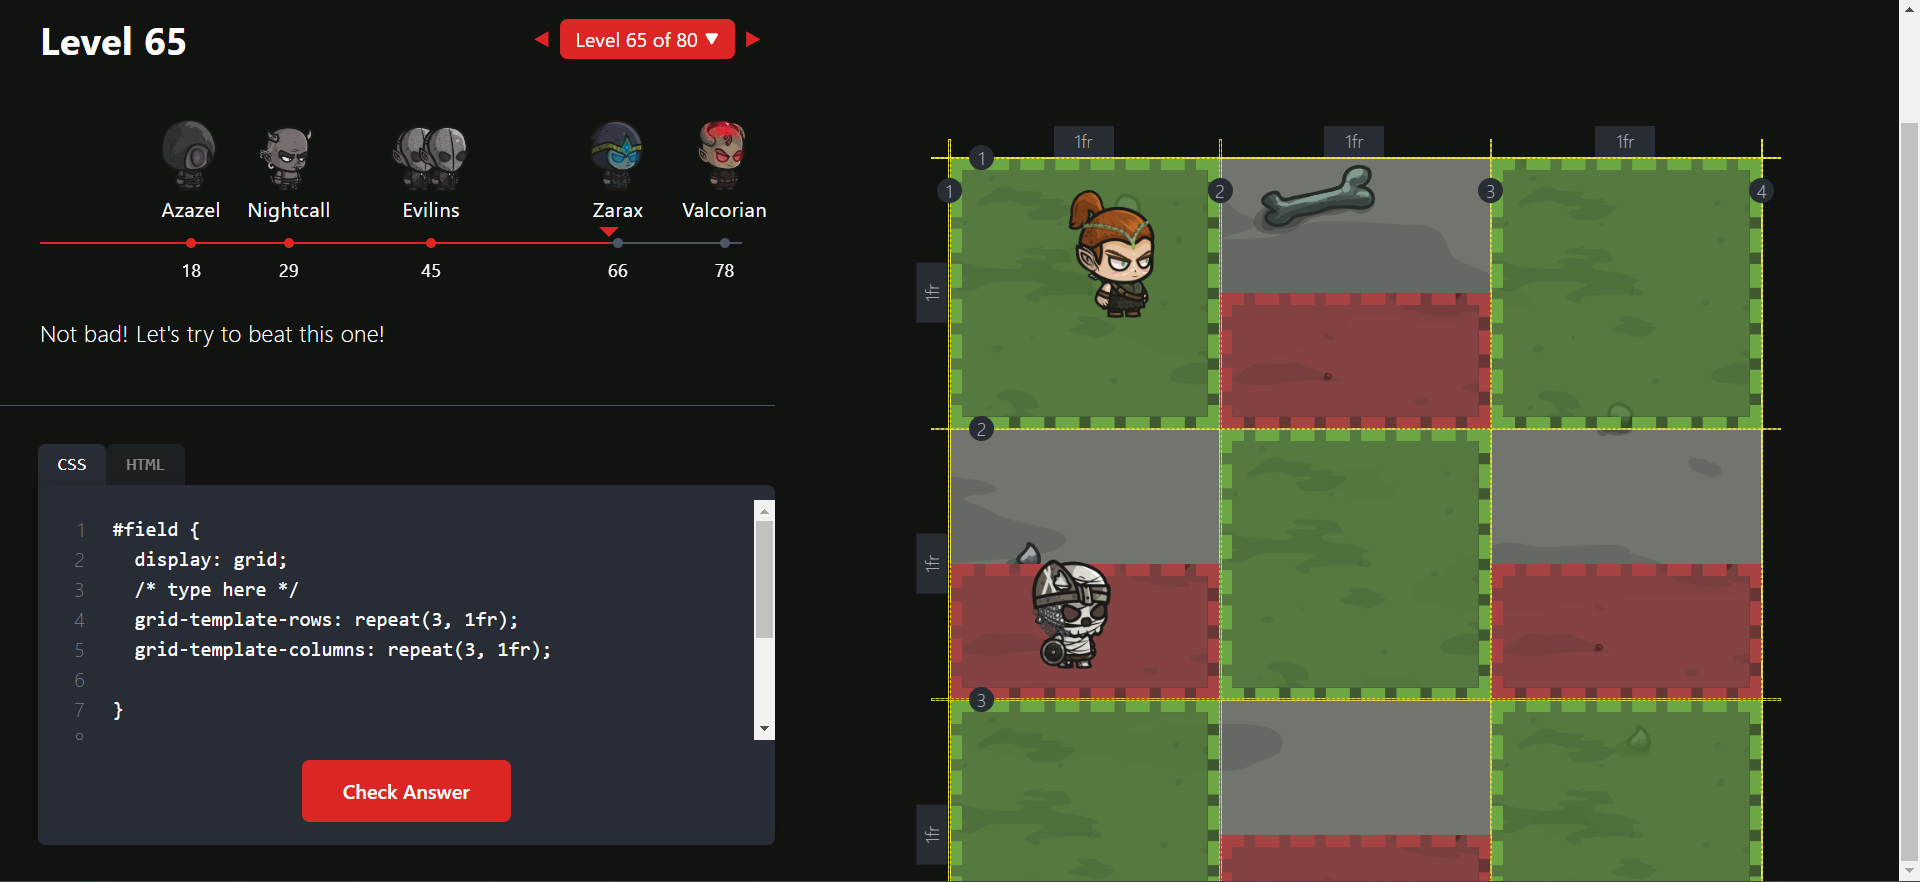 Level 65
Level 65 of 80 ▼
Azazel
Nightcall
Evilins
Zarax
Valcorian
18
29
45
66
78
Not bad! Let's try to beat this one!
CSS
HTML
1 #field {
2 display: grid;
3 /* type here */
4 grid-template-rows: repeat(3, 1fr);
5 grid-template-columns: repeat(3, 1fr);
6
7 }
Check Answer
1fr
1fr
1fr
1
1
2
3
4
1fr
2
1fr
3
1fr